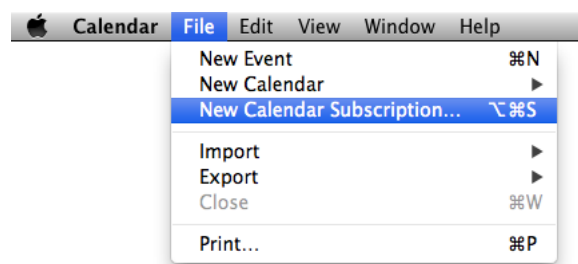 Calendar File Edit View Window Help
New Event ⌘N
New Calendar ▶
New Calendar Subscription... ⌥⌘S
Import ▶
Export ▶
Close ⌘W
Print... ⌘P